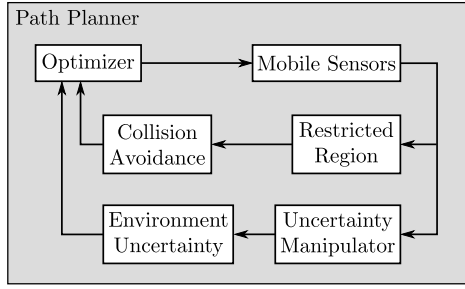 Path Planner
Optimizer
Mobile Sensors
Collision
Avoidance
Restricted
Region
Environment
Uncertainty
Uncertainty
Manipulator